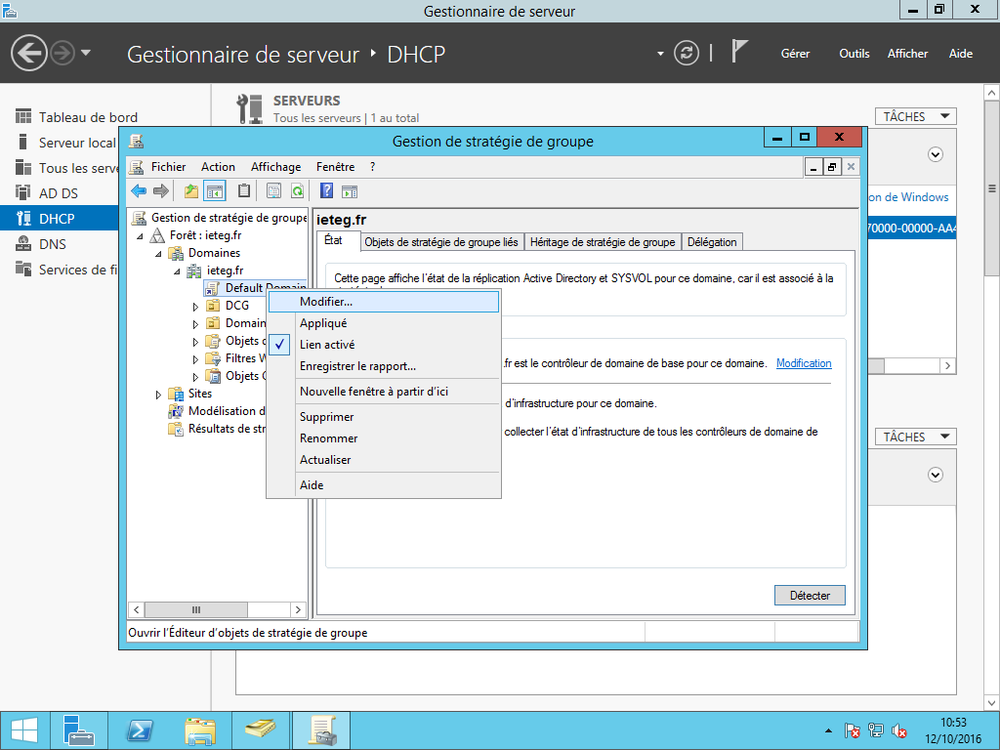 Gestionnaire de serveur
Gestionnaire de serveur • DHCP
Gérer Outils Afficher Aide
Tableau de bord
Serveur local
Tous les serve
AD DS
DHCP
DNS
Services de fi
SERVEURS
Tous les serveurs | 1 au total
TÂCHES
on de Windows
70000-00000-AA4
TÂCHES
Gestion de stratégie de groupe
Fichier Action Affichage Fenêtre ?
Gestion de stratégie de groupe
Forêt : ieteg.fr
Domaines
ieteg.fr
Default Domain
DCG
Domain
Objets d
Filtres W
Objets G
Sites
Modélisation d
Résultats de str
ieteg.fr
État Objets de stratégie de groupe liés Héritage de stratégie de groupe Délégation
Cette page affiche l'état de la réplication Active Directory et SYSVOL pour ce domaine, car il est associé à la
.fr est le contrôleur de domaine de base pour ce domaine. Modification
d'infrastructure pour ce domaine.
collecter l'état d'infrastructure de tous les contrôleurs de domaine de
Détecter
Modifier...
Appliqué
Lien activé
Enregistrer le rapport...
Nouvelle fenêtre à partir d'ici
Supprimer
Renommer
Actualiser
Aide
Ouvrir l'Éditeur d'objets de stratégie de groupe
10:53
12/10/2016